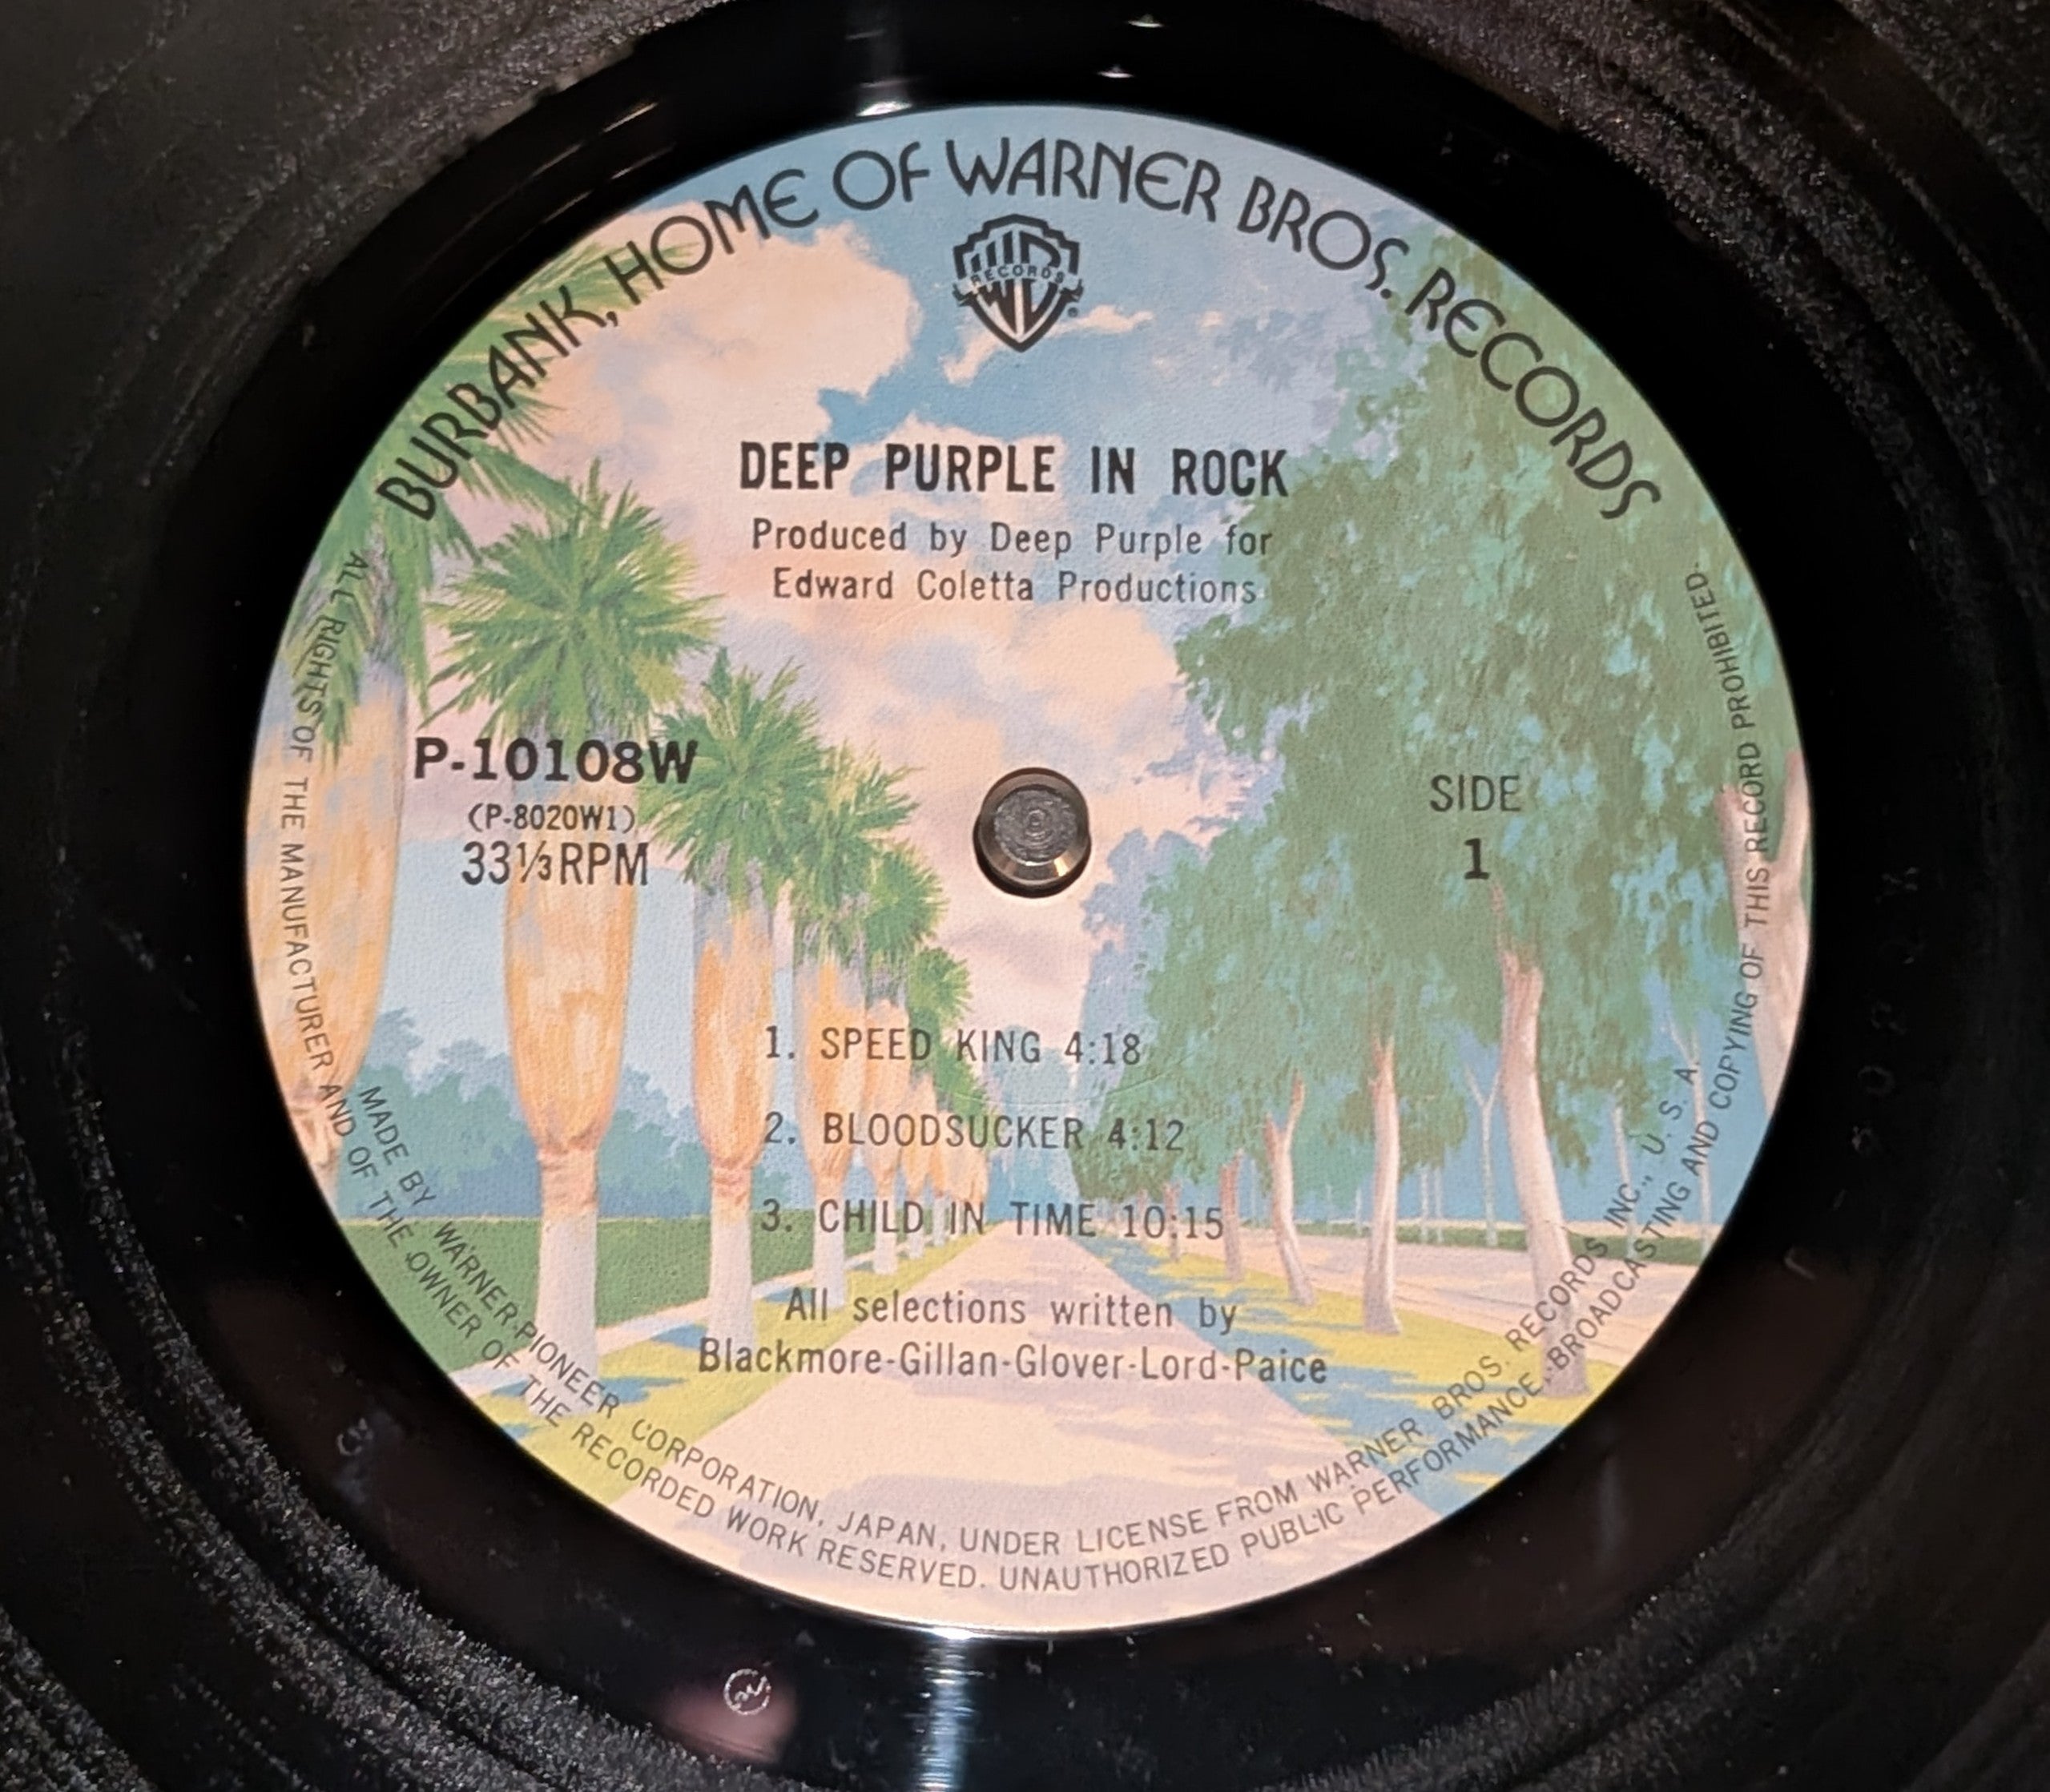 BURBANK, HOME OF WARNER BROS. RECORDS
RECORDS
DEEP PURPLE IN ROCK
Produced by Deep Purple for
Edward Coletta Productions
P-10108W
(P-8020W1)
33⅓ RPM
SIDE
1
1. SPEED KING 4:18
2. BLOODSUCKER 4:12
3. CHILD IN TIME 10:15
All selections written by
Blackmore-Gillan-Glover-Lord-Paice
MADE BY WARNER-PIONEER CORPORATION, JAPAN, UNDER LICENSE FROM WARNER BROS. RECORDS INC., U. S. A.
ALL RIGHTS OF THE MANUFACTURER AND OF THE OWNER OF THE RECORDED WORK RESERVED. UNAUTHORIZED PUBLIC PERFORMANCE, BROADCASTING AND COPYING OF THIS RECORD PROHIBITED.